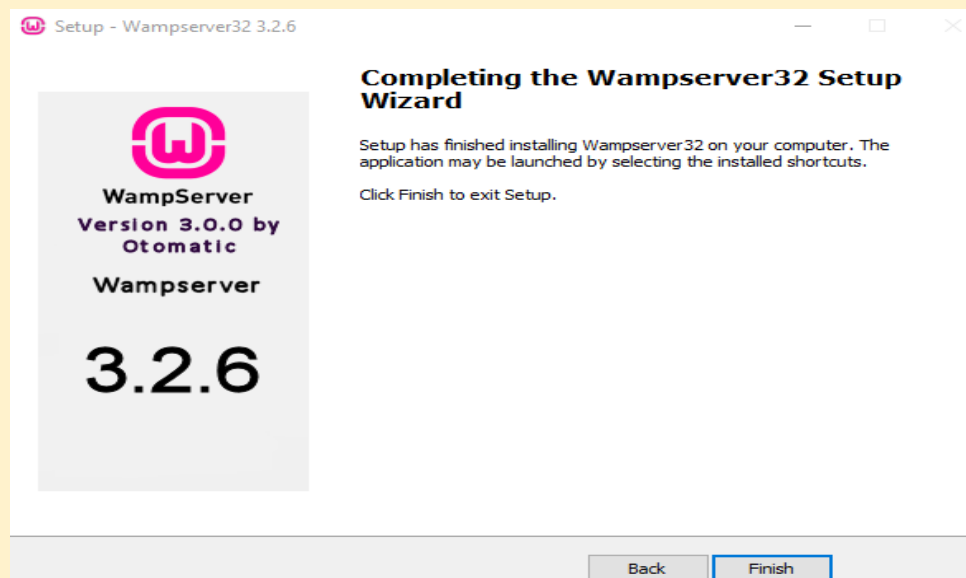 Setup - Wampserver32 3.2.6
Completing the Wampserver32 Setup
Wizard
Setup has finished installing Wampserver32 on your computer. The
application may be launched by selecting the installed shortcuts.
Click Finish to exit Setup.
WampServer
Version 3.0.0 by
Otomatic
Wampserver
3.2.6
Back
Finish